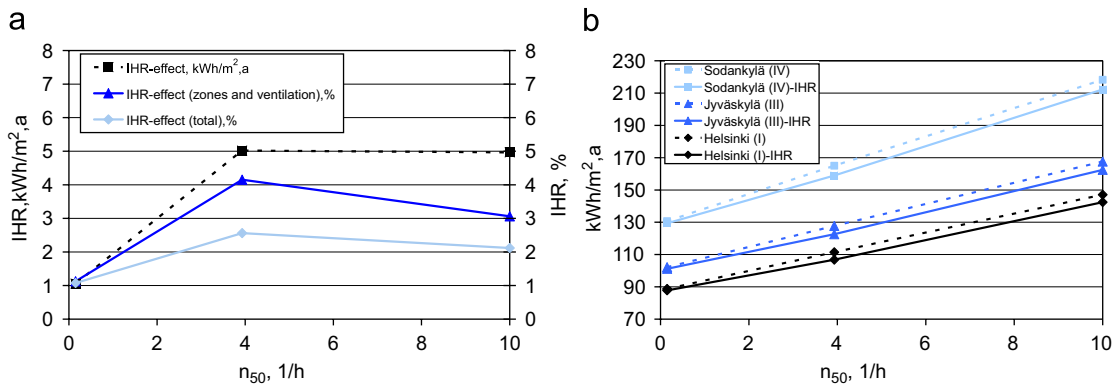 a
IHR,kWh/m²,a
8
7
6
5
4
3
2
1
0
IHR-effect, kWh/m²,a
IHR-effect (zones and ventilation),%
IHR-effect (total),%
8
7
6
5
4
3
2
1
0
IHR, %
0 2 4 6 8 10
n₅₀, 1/h
b
kWh/m²,a
230
210
190
170
150
130
110
90
70
Sodankylä (IV)
Sodankylä (IV)-IHR
Jyväskylä (III)
Jyväskylä (III)-IHR
Helsinki (I)
Helsinki (I)-IHR
0 2 4 6 8 10
n₅₀, 1/h